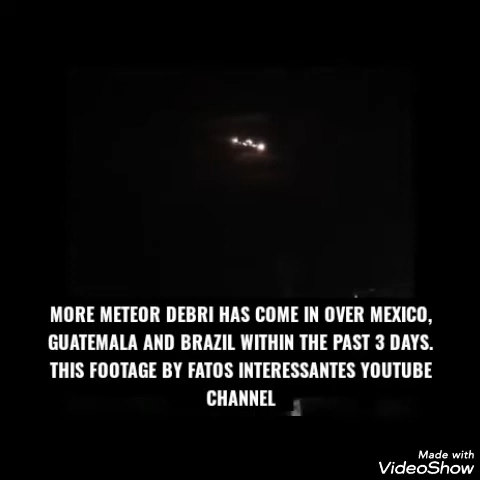 MORE METEOR DEBRI HAS COME IN OVER MEXICO,
GUATEMALA AND BRAZIL WITHIN THE PAST 3 DAYS.
THIS FOOTAGE BY FATOS INTERESSANTES YOUTUBE
CHANNEL
Made with
VideoShow